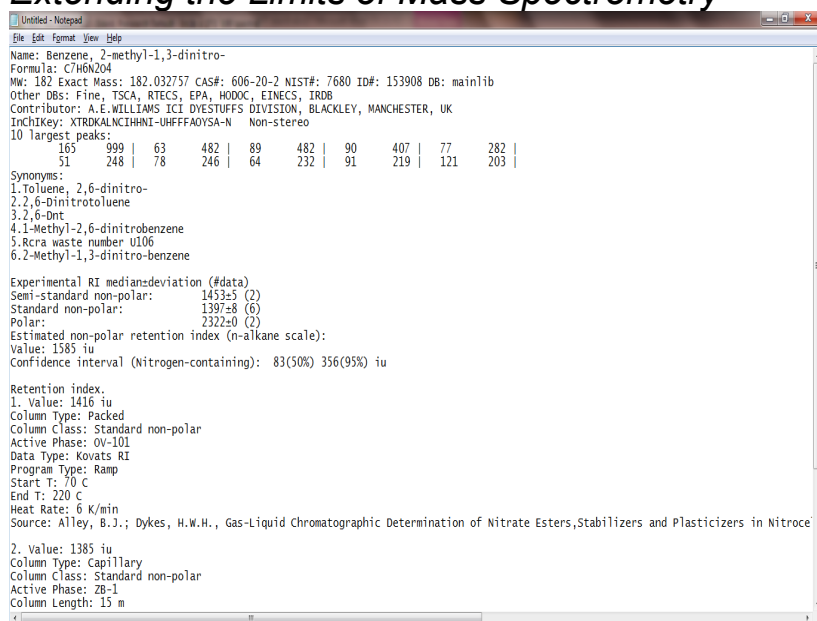 Extending the Limits of Mass Spectrometry
Untitled - Notepad
File Edit Format View Help
Name: Benzene, 2-methyl-1,3-dinitro-
Formula: C7H6N2O4
MW: 182 Exact Mass: 182.032757 CAS#: 606-20-2 NIST#: 7680 ID#: 153908 DB: mainlib
Other DBs: Fine, TSCA, RTECS, EPA, HODOC, EINECS, IRDB
Contributor: A.E.WILLIAMS ICI DYESTUFFS DIVISION, BLACKLEY, MANCHESTER, UK
InChIKey: XTRDKALNCIHHNI-UHFFFAOYSA-N Non-stereo
10 largest peaks:
165 999 | 63 482 | 89 482 | 90 407 | 77 282 |
51 248 | 78 246 | 64 232 | 91 219 | 121 203 |
Synonyms:
1.Toluene, 2,6-dinitro-
2.2,6-Dinitrotoluene
3.2,6-Dnt
4.1-Methyl-2,6-dinitrobenzene
5.Rcra waste number U106
6.2-Methyl-1,3-dinitro-benzene
Experimental RI median±deviation (#data)
Semi-standard non-polar: 1453±5 (2)
Standard non-polar: 1397±8 (6)
Polar: 2322±0 (2)
Estimated non-polar retention index (n-alkane scale):
Value: 1585 iu
Confidence interval (Nitrogen-containing): 83(50%) 356(95%) iu
Retention index.
1. Value: 1416 iu
Column Type: Packed
Column Class: Standard non-polar
Active Phase: OV-101
Data Type: Kovats RI
Program Type: Ramp
Start T: 70 C
End T: 220 C
Heat Rate: 6 K/min
Source: Alley, B.J.; Dykes, H.W.H., Gas-Liquid Chromatographic Determination of Nitrate Esters,Stabilizers and Plasticizers in Nitrocel
2. Value: 1385 iu
Column Type: Capillary
Column Class: Standard non-polar
Active Phase: ZB-1
Column Length: 15 m